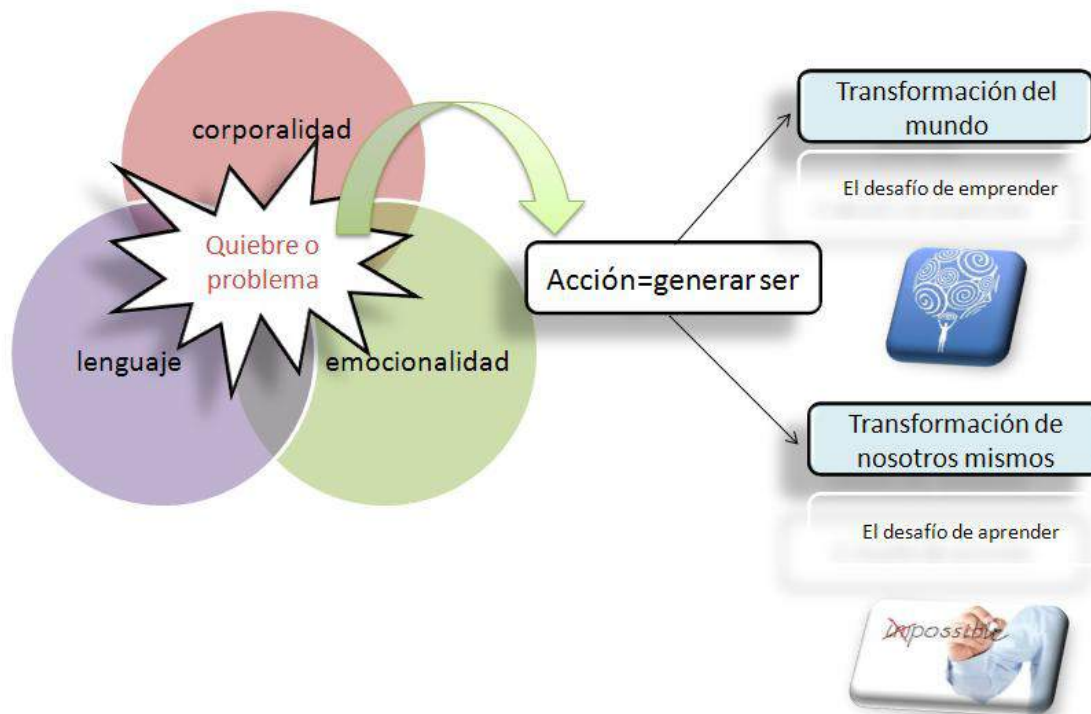 corporalidad
Quiebre o
problema
lenguaje
emocionalidad
Acción=generar ser
Transformación del
mundo
El desafío de emprender
Transformación de
nosotros mismos
El desafío de aprender
impossible